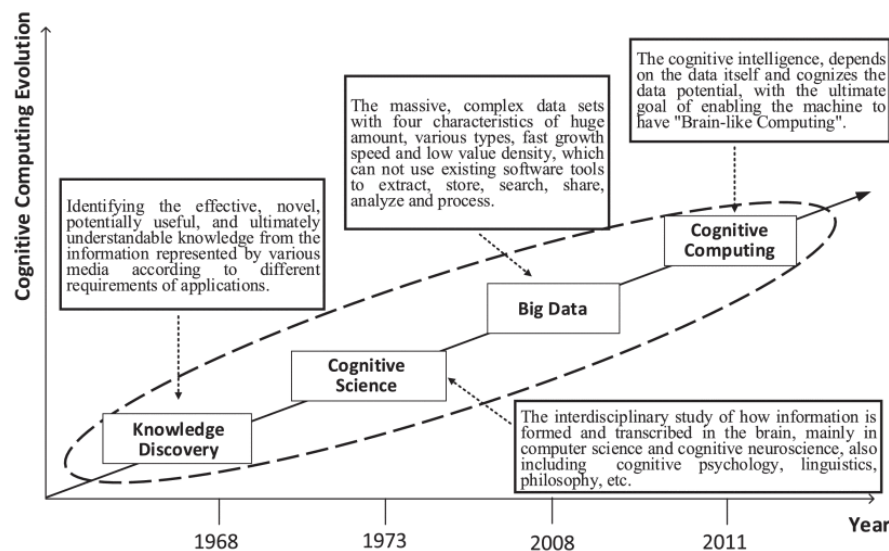 Cognitive Computing Evolution
The cognitive intelligence, depends
on the data itself and cognizes the
data potential, with the ultimate
goal of enabling the machine to
have "Brain-like Computing".
The massive, complex data sets
with four characteristics of huge
amount, various types, fast growth
speed and low value density, which
can not use existing software tools
to extract, store, search, share,
analyze and process.
Identifying the effective, novel,
potentially useful, and ultimately
understandable knowledge from the
information represented by various
media according to different
requirements of applications.
Cognitive
Computing
Big Data
Cognitive
Science
Knowledge
Discovery
The interdisciplinary study of how information is
formed and transcribed in the brain, mainly in
computer science and cognitive neuroscience, also
including cognitive psychology, linguistics,
philosophy, etc.
Year
1968 1973 2008 2011